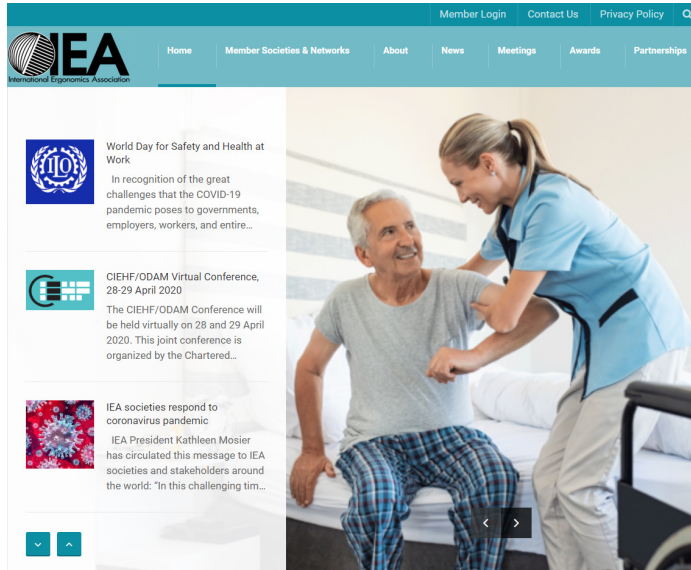 Member Login
Contact Us
Privacy Policy
IEA
International Ergonomics Association
Home
Member Societies & Networks
About
News
Meetings
Awards
Partnerships
ILO
World Day for Safety and Health at
Work
In recognition of the great
challenges that the COVID-19
pandemic poses to governments,
employers, workers, and entire...
CIEHF/ODAM Virtual Conference,
28-29 April 2020
The CIEHF/ODAM Conference will
be held virtually on 28 and 29 April
2020. This joint conference is
organized by the Chartered...
IEA societies respond to
coronavirus pandemic
IEA President Kathleen Mosier
has circulated this message to IEA
societies and stakeholders around
the world: "In this challenging tim...